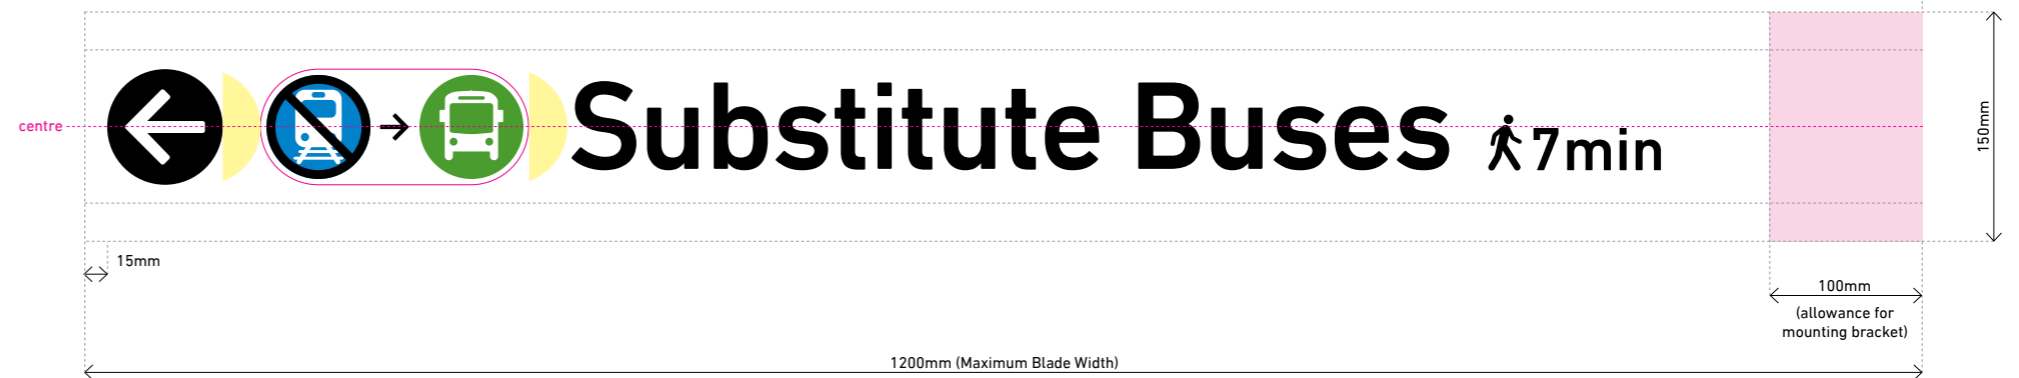 centre
Substitute Buses 7min
150mm
15mm
100mm
(allowance for
mounting bracket)
1200mm (Maximum Blade Width)